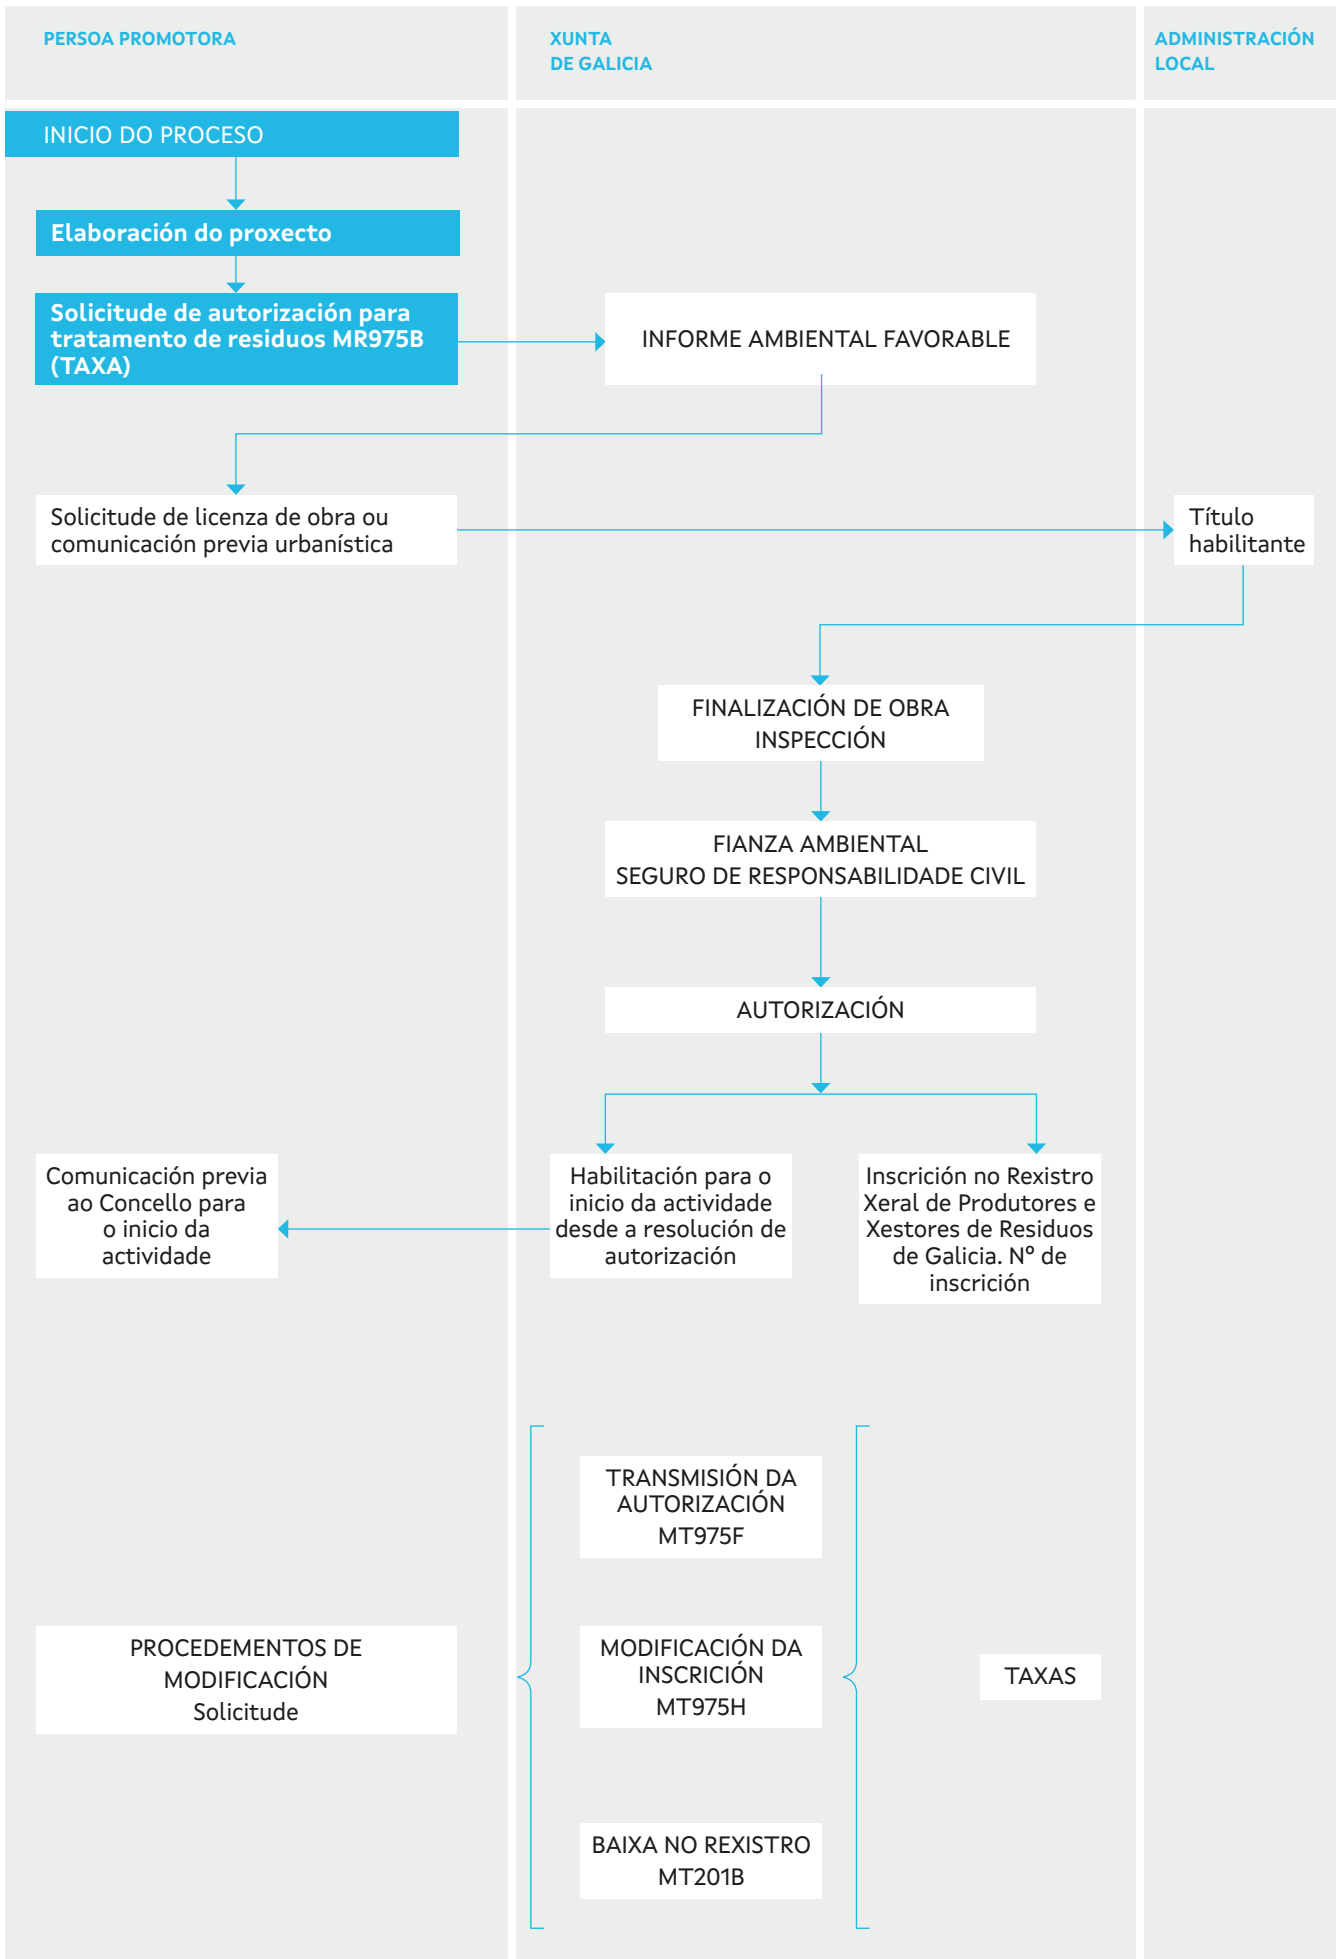 PERSOA PROMOTORA
XUNTA
DE GALICIA
ADMINISTRACIÓN
LOCAL
INICIO DO PROCESO
Elaboración do proxecto
Solicitude de autorización para
tratamento de residuos MR975B
(TAXA)
INFORME AMBIENTAL FAVORABLE
Solicitude de licenza de obra ou
comunicación previa urbanística
Título
habilitante
FINALIZACIÓN DE OBRA
INSPECCIÓN
FIANZA AMBIENTAL
SEGURO DE RESPONSABILIDADE CIVIL
AUTORIZACIÓN
Comunicación previa
ao Concello para
o inicio da
actividade
Habilitación para o
inicio da actividade
desde a resolución de
autorización
Inscrición no Rexistro
Xeral de Produtores e
Xestores de Residuos
de Galicia. Nº de
inscrición
TRANSMISIÓN DA
AUTORIZACIÓN
MT975F
PROCEDEMENTOS DE
MODIFICACIÓN
Solicitude
MODIFICACIÓN DA
INSCRICIÓN
MT975H
TAXAS
BAIXA NO REXISTRO
MT201B